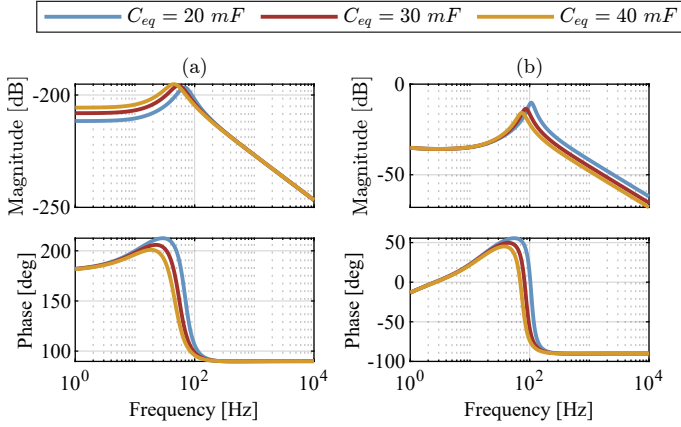 C_eq = 20 mF C_eq = 30 mF C_eq = 40 mF
(a) (b)
Magnitude [dB]
-200
-250
Magnitude [dB]
0
-50
Phase [deg]
200
150
100
10^0 10^2 10^4
Frequency [Hz]
Phase [deg]
50
0
-50
-100
10^0 10^2 10^4
Frequency [Hz]